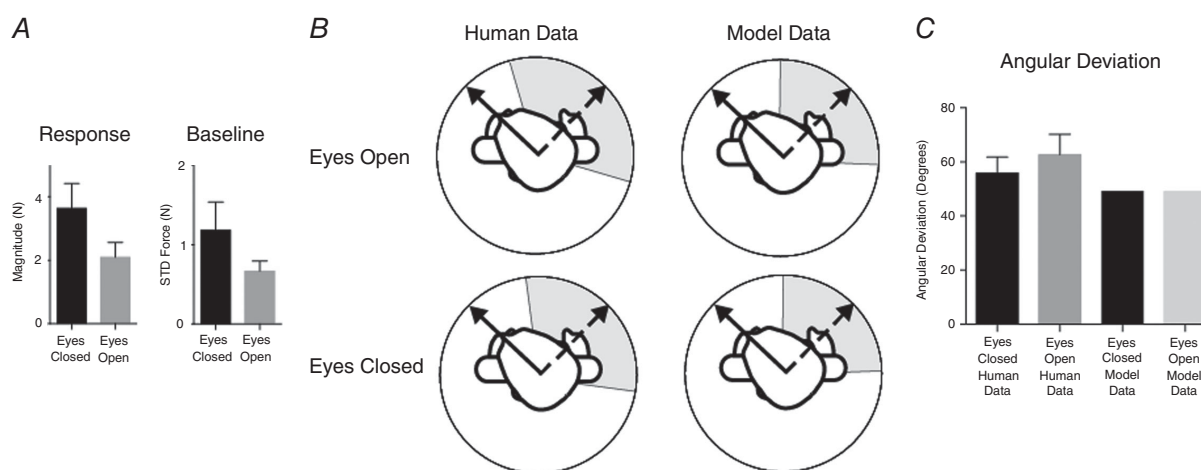 A
Response
Magnitude (N)
4
2
0
Eyes
Closed
Eyes
Open
Baseline
STD Force (N)
2
1
0
Eyes
Closed
Eyes
Open
B
Human Data
Model Data
Eyes Open
Eyes Closed
C
Angular Deviation
Angular Deviation (Degrees)
80
60
40
20
0
Eyes
Closed
Human
Data
Eyes
Open
Human
Data
Eyes
Closed
Model
Data
Eyes
Open
Model
Data